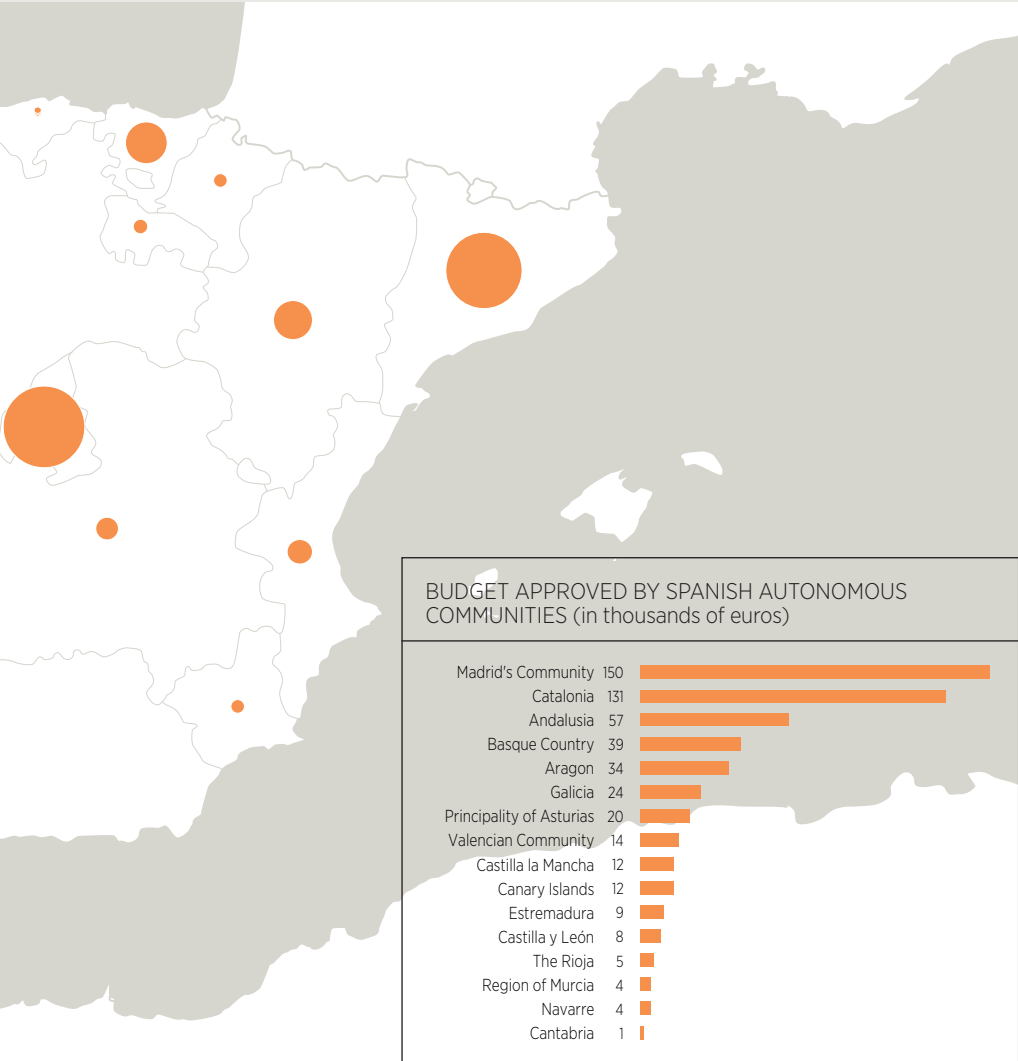 BUDGET APPROVED BY SPANISH AUTONOMOUS
COMMUNITIES (in thousands of euros)
Madrid's Community 150
Catalonia 131
Andalusia 57
Basque Country 39
Aragon 34
Galicia 24
Principality of Asturias 20
Valencian Community 14
Castilla la Mancha 12
Canary Islands 12
Estremadura 9
Castilla y León 8
The Rioja 5
Region of Murcia 4
Navarre 4
Cantabria 1